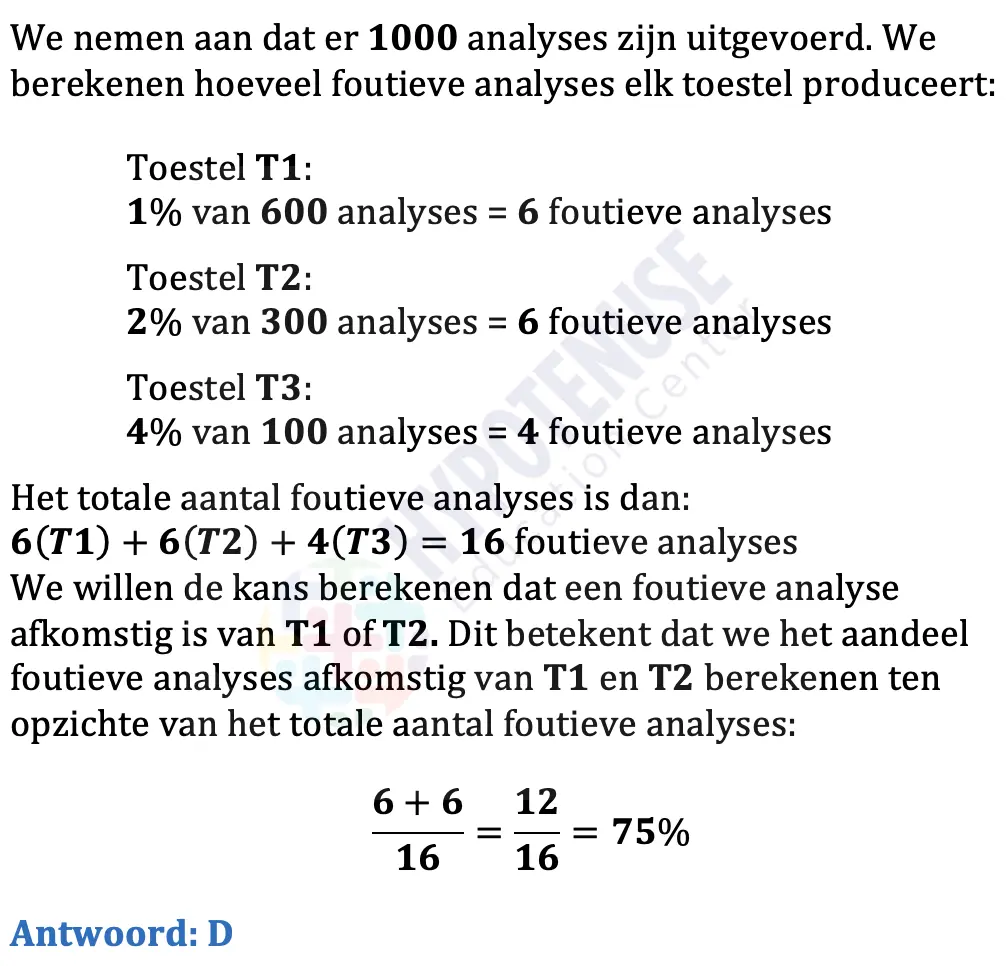 We nemen aan dat er 1000 analyses zijn uitgevoerd. We
berekenen hoeveel foutieve analyses elk toestel produceert:
Toestel T1:
1% van 600 analyses = 6 foutieve analyses
Toestel T2:
2% van 300 analyses = 6 foutieve analyses
Toestel T3:
4% van 100 analyses = 4 foutieve analyses
Het totale aantal foutieve analyses is dan:
6(T1) + 6(T2) + 4(T3) = 16 foutieve analyses
We willen de kans berekenen dat een foutieve analyse
afkomstig is van T1 of T2. Dit betekent dat we het aandeel
foutieve analyses afkomstig van T1 en T2 berekenen ten
opzichte van het totale aantal foutieve analyses:
6 + 6 / 16 = 12 / 16 = 75%
Antwoord: D
HYPOTENUSE
Education Center